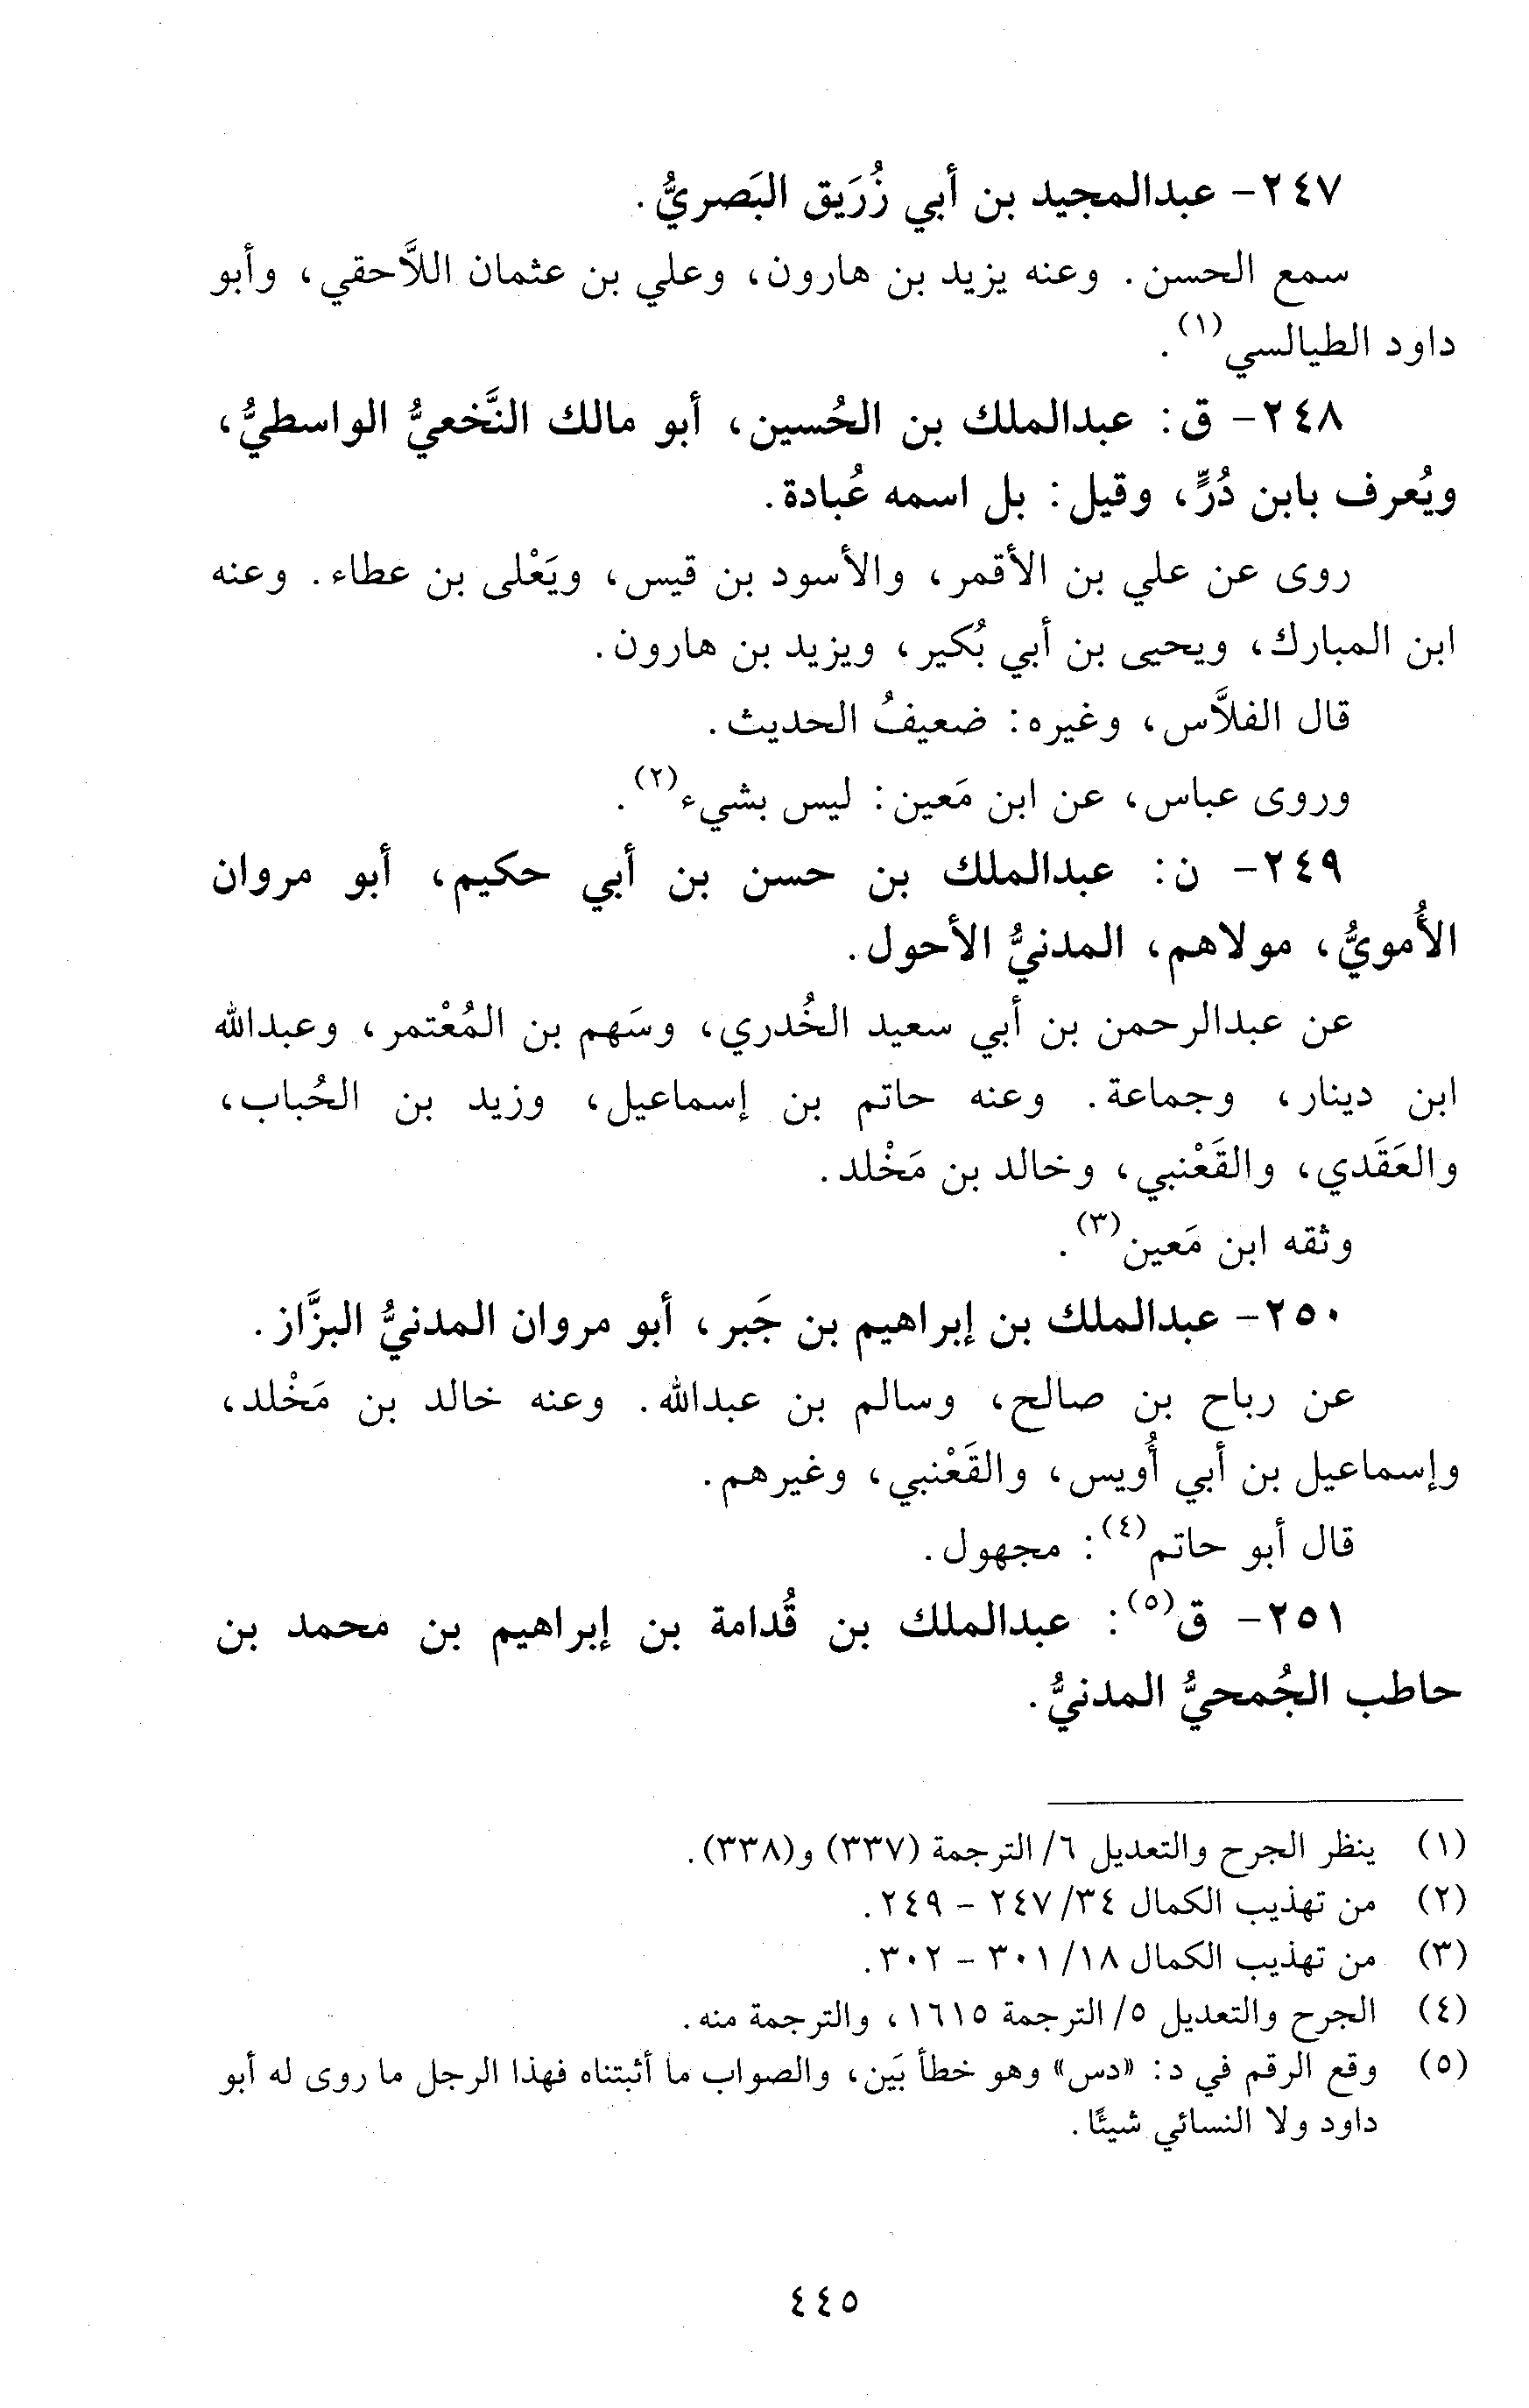 ٢٤٧- عبدالمجيد بن أبي زُرَيق البَصريُّ.
سمع الحسن. وعنه يزيد بن هارون، وعلي بن عثمان اللاَّحقي، وأبو
داود الطيالسي(١).
٢٤٨- ق: عبدالملك بن الحُسين، أبو مالك النَّخعيُّ الواسطيُّ،
ويُعرف بابن دُرٍّ، وقيل: بل اسمه عُبادة.
روى عن علي بن الأقمر، والأسود بن قيس، ويَعْلى بن عطاء. وعنه
ابن المبارك، ويحيى بن أبي بُكير، ويزيد بن هارون.
قال الفلاَّس، وغيره: ضعيفُ الحديث.
وروى عباس، عن ابن مَعين: ليس بشيء(٢).
٢٤٩- ن: عبدالملك بن حسن بن أبي حكيم، أبو مروان
الأُمويُّ، مولاهم، المدنيُّ الأحول.
عن عبدالرحمن بن أبي سعيد الخُدري، وسَهم بن المُعْتمر، وعبدالله
ابن دينار، وجماعة. وعنه حاتم بن إسماعيل، وزيد بن الحُباب،
والعَقَدي، والقَعْنبي، وخالد بن مَخْلد.
وثقه ابن مَعين(٣).
٢٥٠- عبدالملك بن إبراهيم بن جَبر، أبو مروان المدنيُّ البزَّاز.
عن رباح بن صالح، وسالم بن عبدالله. وعنه خالد بن مَخْلد،
وإسماعيل بن أبي أُويس، والقَعْنبي، وغيرهم.
قال أبو حاتم(٤): مجهول.
٢٥١- ق(٥): عبدالملك بن قُدامة بن إبراهيم بن محمد بن
حاطب الجُمحيُّ المدنيُّ.
(١) ينظر الجرح والتعديل ٦/ الترجمة (٣٣٧) و(٣٣٨).
(٢) من تهذيب الكمال ٣٤/ ٢٤٧ - ٢٤٩.
(٣) من تهذيب الكمال ١٨/ ٣٠١ - ٣٠٢.
(٤) الجرح والتعديل ٥/ الترجمة ١٦١٥، والترجمة منه.
(٥) وقع الرقم في د: «دس» وهو خطأ بَين، والصواب ما أثبتناه فهذا الرجل ما روى له أبو
داود ولا النسائي شيئًا.
٤٤٥